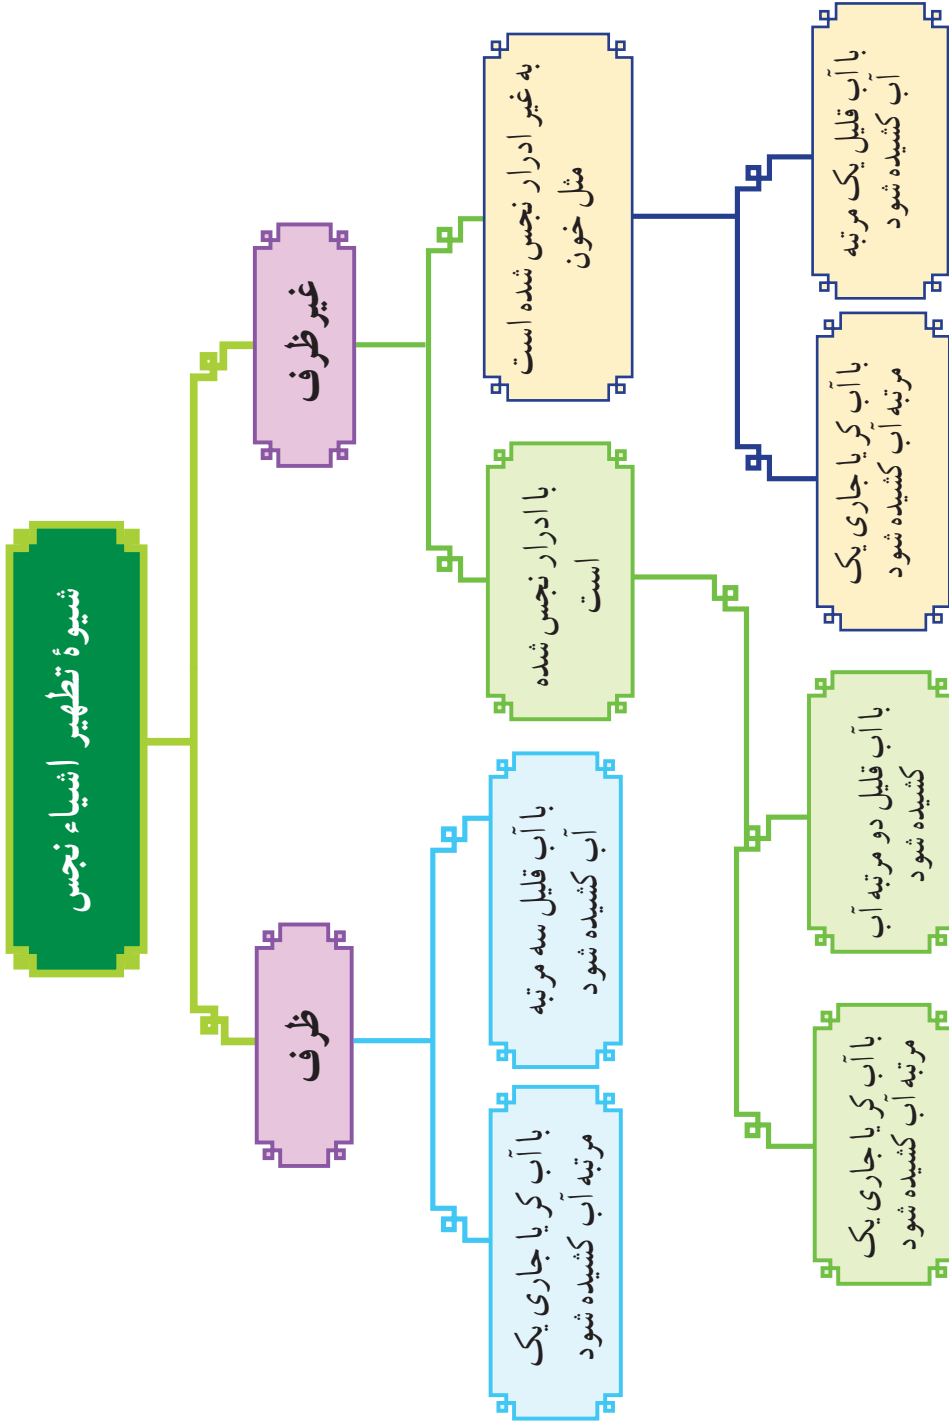 شیوهٔ تطهیر اشیاء نجس
غیر ظرف
ظرف
به غیر ادرار نجس شده است
مثل خون
با ادرار نجس شده
است
با آب قلیل سه مرتبه
آب کشیده شود
با آب کر یا جاری یک
مرتبه آب کشیده شود
با آب قلیل یک مرتبه
آب کشیده شود
با آب کر یا جاری یک
مرتبه آب کشیده شود
با آب قلیل دو مرتبه آب
کشیده شود
با آب کر یا جاری یک
مرتبه آب کشیده شود